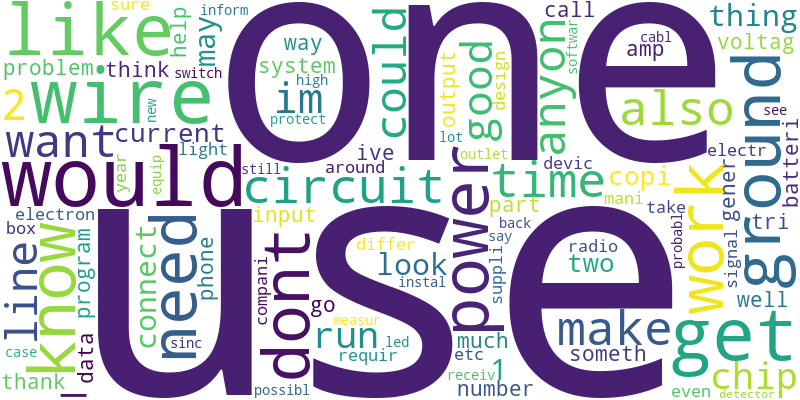 one
use
like
wire
would
want
know
need
dont
power
circuit
time
also
get
ground
work
make
good
could
anyon
im
run
line
look
chip
connect
current
2
1
problem
think
help
may
way
system
sure
inform
switch
high
protect
new
light
year
equip
still
ive
around
call
amp
cabl
softwar
thing
voltag
output
design
lot
outlet
see
batteri
electr
devic
copi
gener
signal
tri
mani
take
part
input
differ
back
say
suppli
radio
two
probabl
well
someth
much
etc
number
receiv
requir
go
measur
led
instal
compani
possibl
phone
program
electron
box
data
case
thank
sinc
even
detector